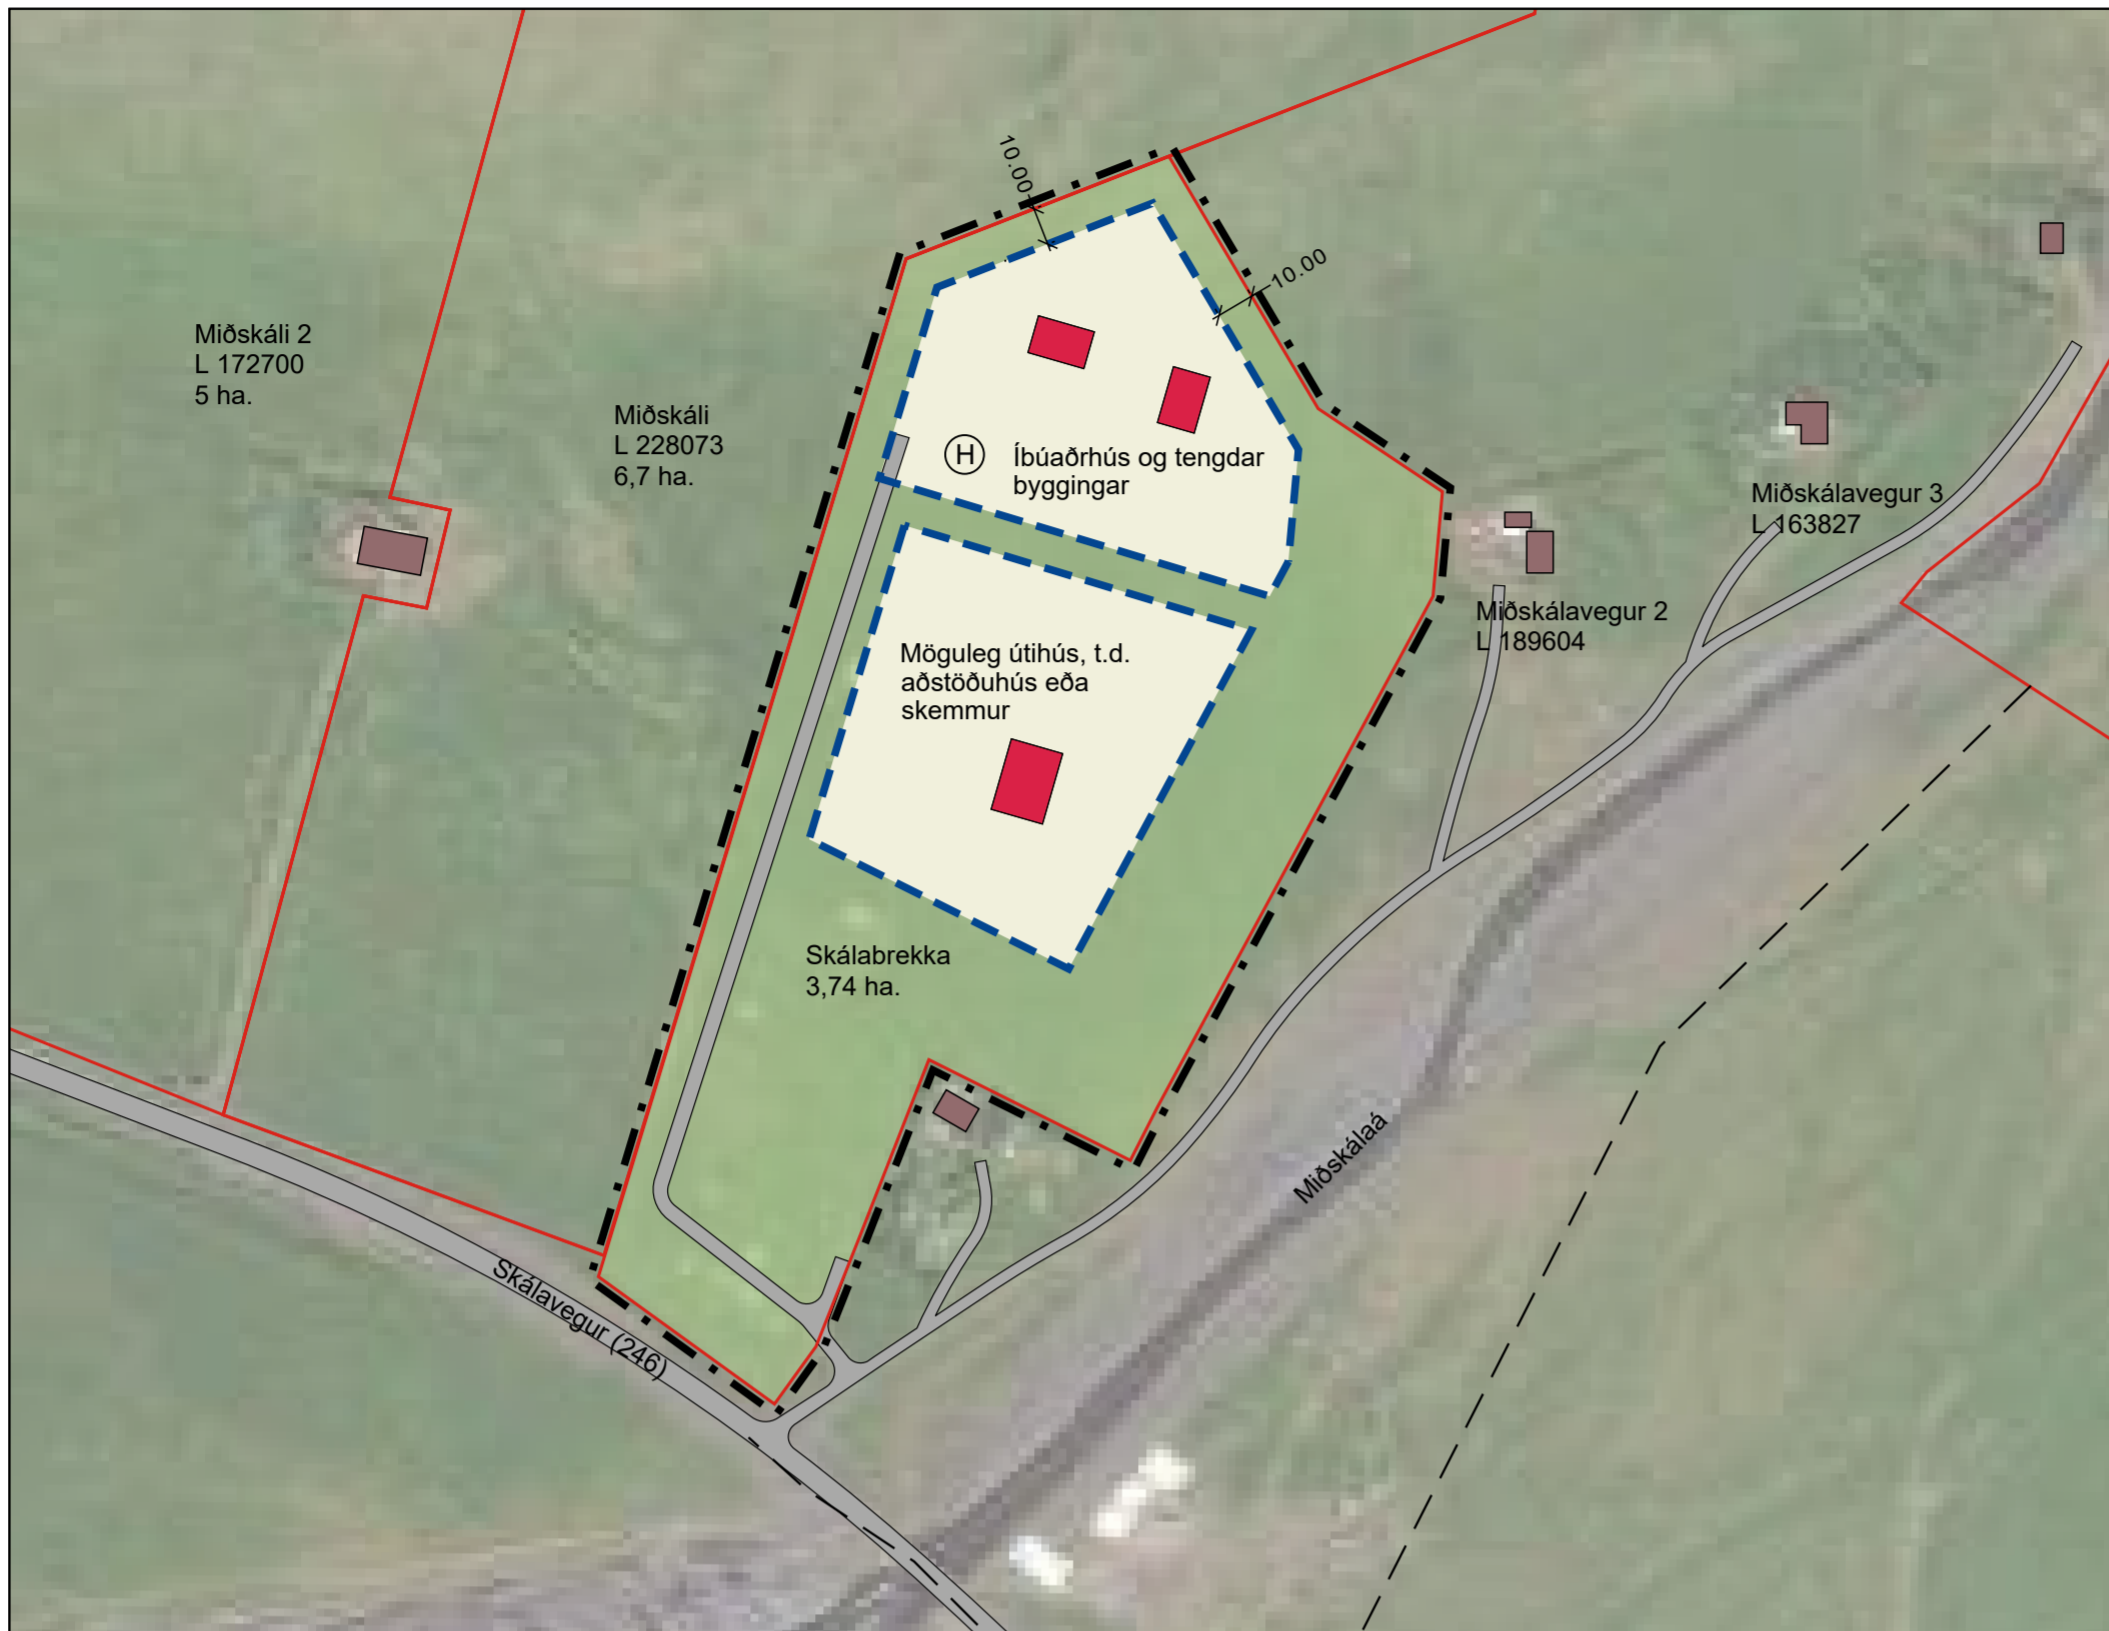 10.00
10.00
Miðskáli 2
L 172700
5 ha.
Miðskáli
L 228073
6,7 ha.
H
Íbúaðrhús og tengdar
byggingar
Miðskálavegur 3
L 163827
Miðskálavegur 2
L 189604
Möguleg útihús, t.d.
aðstöðuhús eða
skemmur
Skálabrekka
3,74 ha.
Miðskálaá
Skálavegur (246)